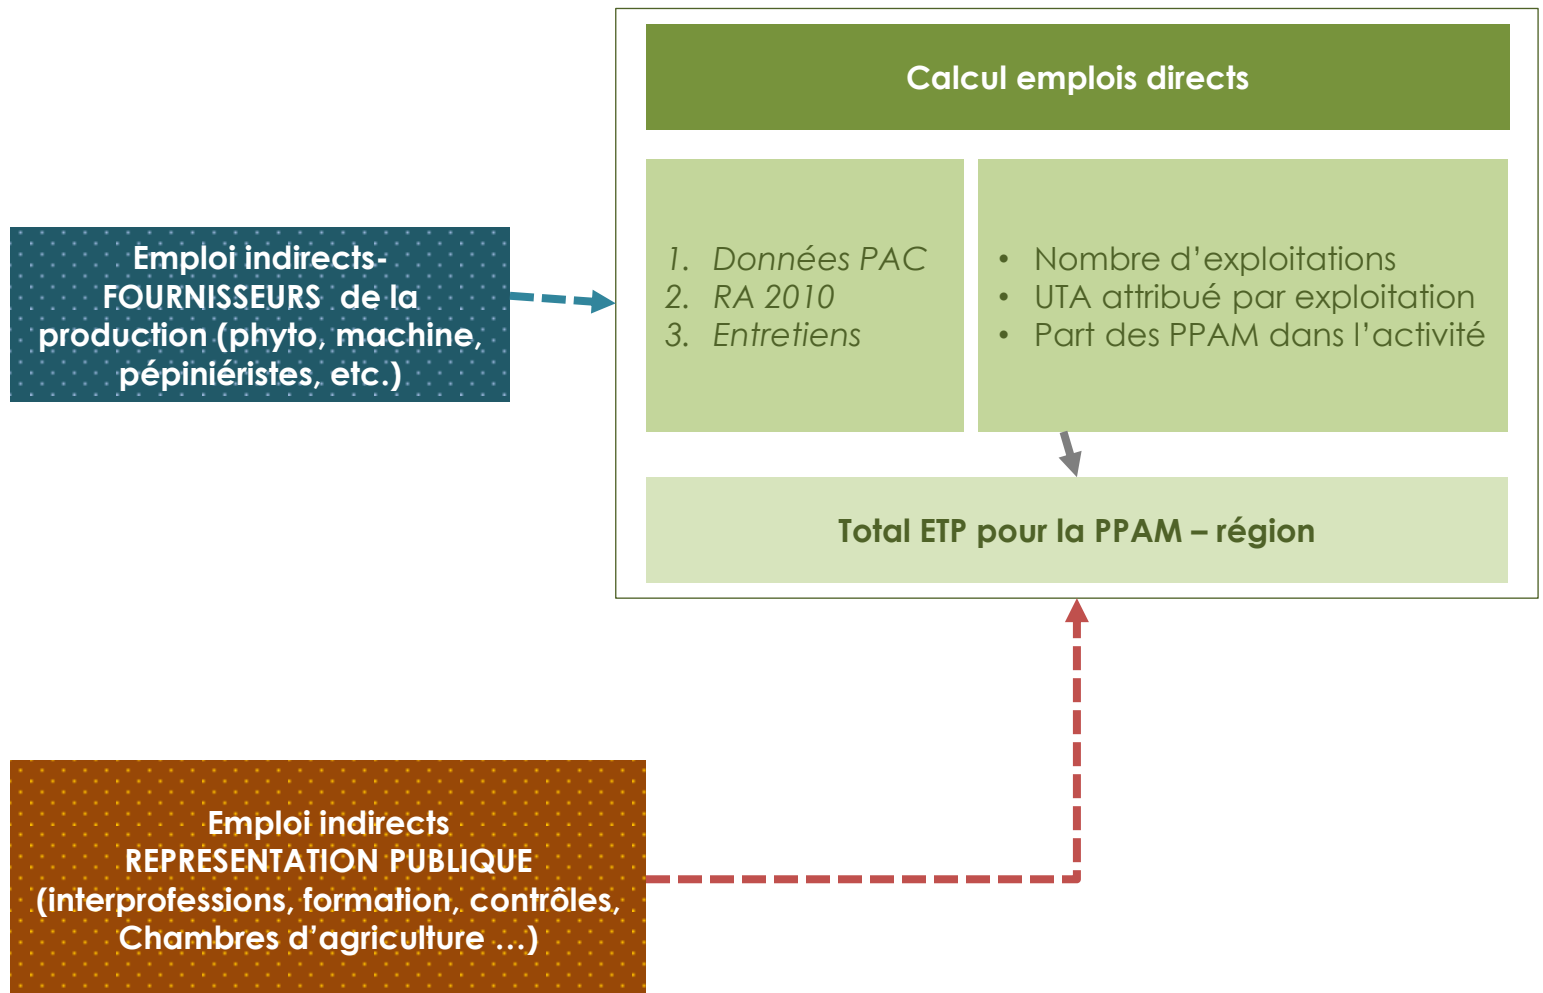 Calcul emplois directs
Emploi indirects-
FOURNISSEURS de la
production (phyto, machine,
pépiniéristes, etc.)
1. Données PAC
2. RA 2010
3. Entretiens
• Nombre d’exploitations
• UTA attribué par exploitation
• Part des PPAM dans l’activité
Total ETP pour la PPAM – région
Emploi indirects
REPRESENTATION PUBLIQUE
(interprofessions, formation, contrôles,
Chambres d’agriculture …)